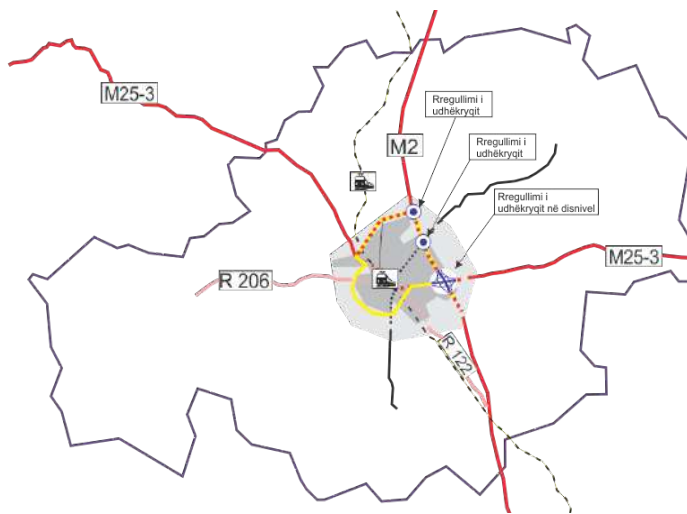 Rregullimi i
udhëkryqit
M25-3
M2
Rregullimi i
udhëkryqit
Rregullimi i
udhëkryqit në disnivel
M25-3
R 206
R 122